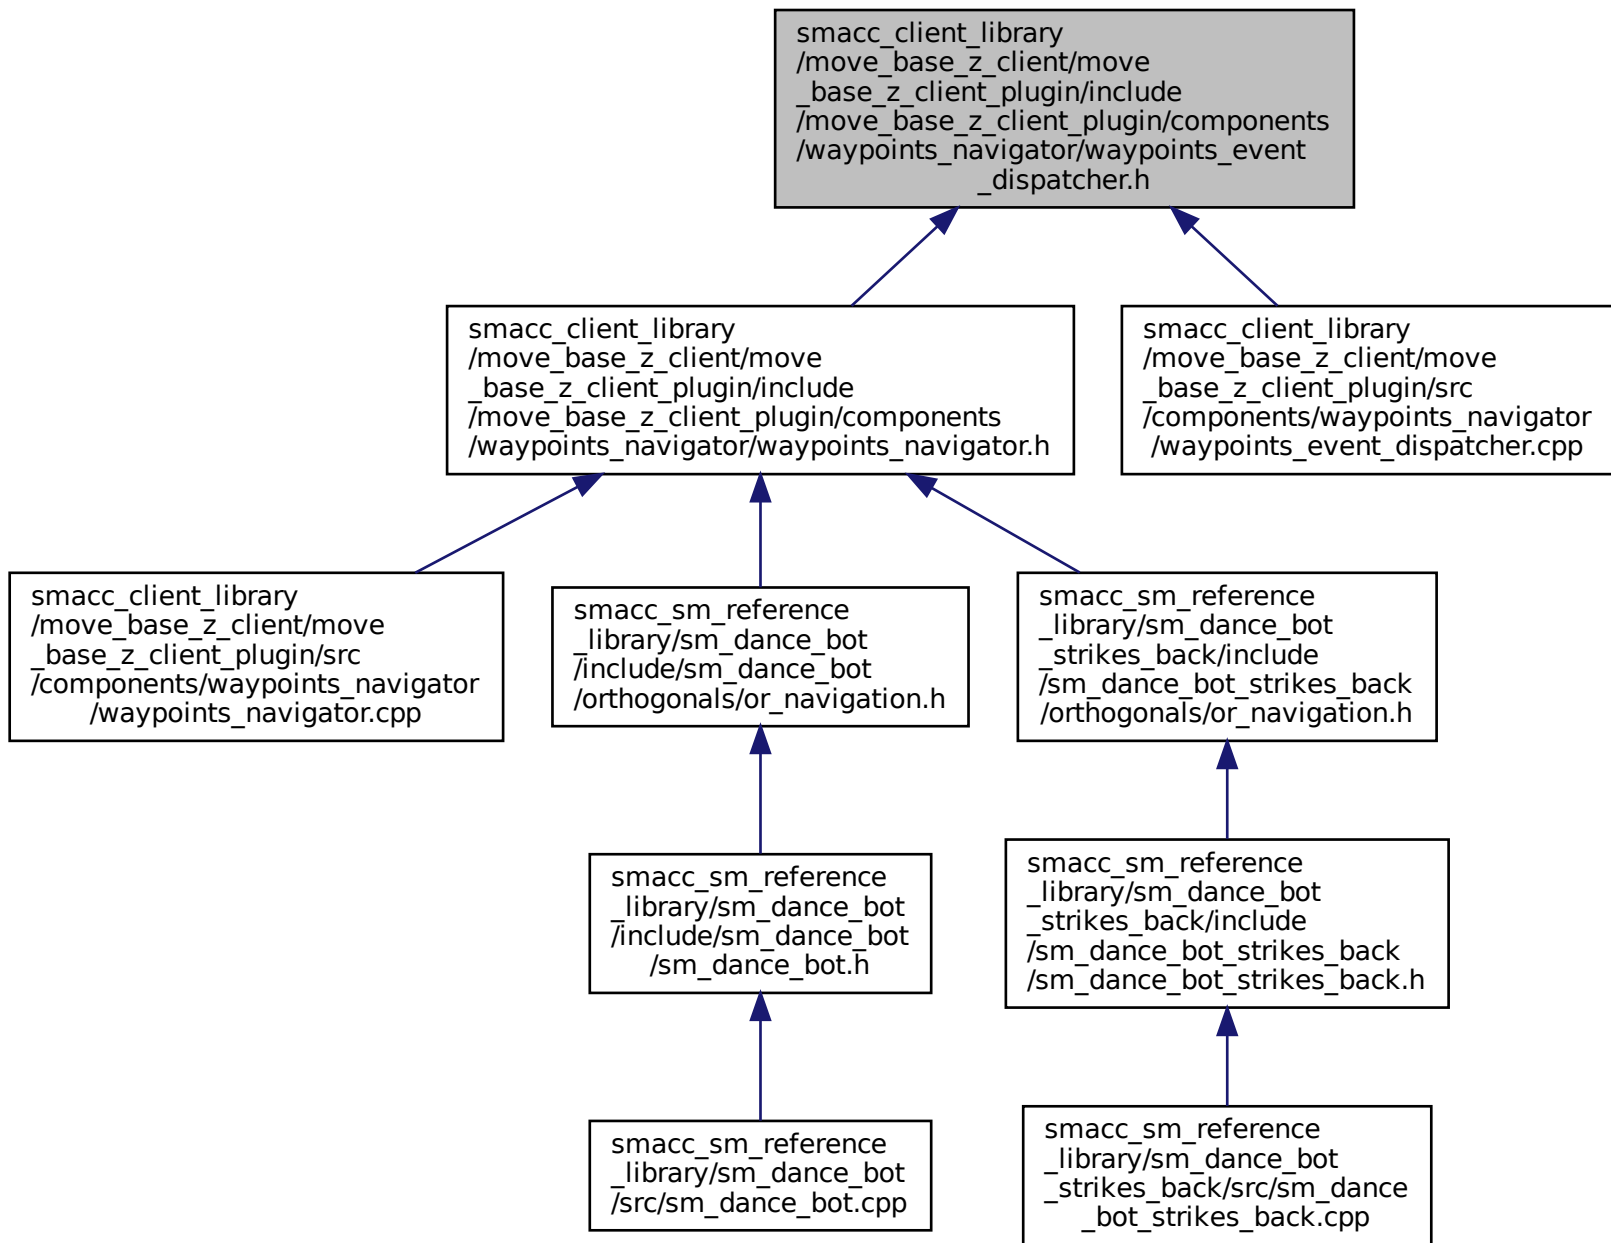 smacc_client_library
/move_base_z_client/move
_base_z_client_plugin/include
/move_base_z_client_plugin/components
/waypoints_navigator/waypoints_event
_dispatcher.h
smacc_client_library
/move_base_z_client/move
_base_z_client_plugin/include
/move_base_z_client_plugin/components
/waypoints_navigator/waypoints_navigator.h
smacc_client_library
/move_base_z_client/move
_base_z_client_plugin/src
/components/waypoints_navigator
/waypoints_event_dispatcher.cpp
smacc_client_library
/move_base_z_client/move
_base_z_client_plugin/src
/components/waypoints_navigator
/waypoints_navigator.cpp
smacc_sm_reference
_library/sm_dance_bot
/include/sm_dance_bot
/orthogonals/or_navigation.h
smacc_sm_reference
_library/sm_dance_bot
_strikes_back/include
/sm_dance_bot_strikes_back
/orthogonals/or_navigation.h
smacc_sm_reference
_library/sm_dance_bot
/include/sm_dance_bot
/sm_dance_bot.h
smacc_sm_reference
_library/sm_dance_bot
_strikes_back/include
/sm_dance_bot_strikes_back
/sm_dance_bot_strikes_back.h
smacc_sm_reference
_library/sm_dance_bot
/src/sm_dance_bot.cpp
smacc_sm_reference
_library/sm_dance_bot
_strikes_back/src/sm_dance
_bot_strikes_back.cpp